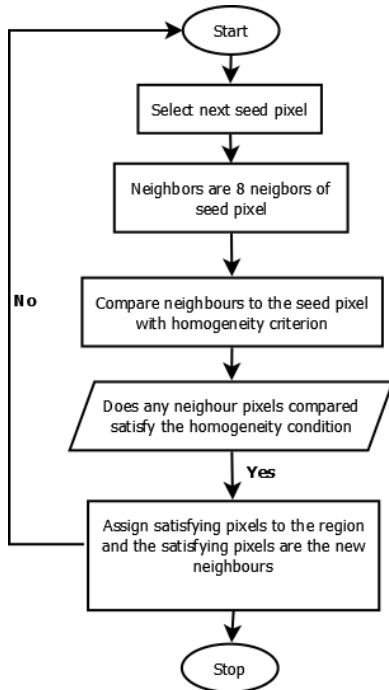 Start
Select next seed pixel
Neighbors are 8 neigbors of
seed pixel
No
Compare neighbours to the seed pixel
with homogeneity criterion
Does any neighour pixels compared
satisfy the homogeneity condition
Yes
Assign satisfying pixels to the region
and the satisfying pixels are the new
neighbours
Stop